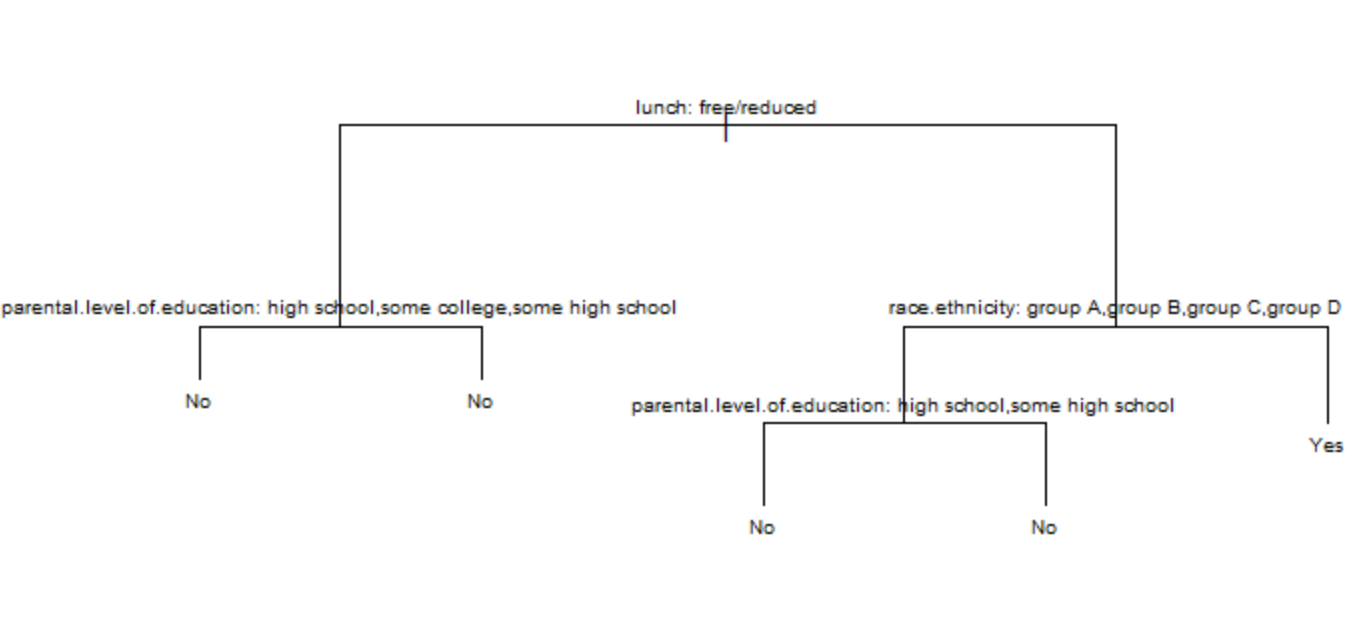 lunch: free/reduced
parental.level.of.education: high school,some college,some high school
race.ethnicity: group A,group B,group C,group D
No
No
parental.level.of.education: high school,some high school
Yes
No
No